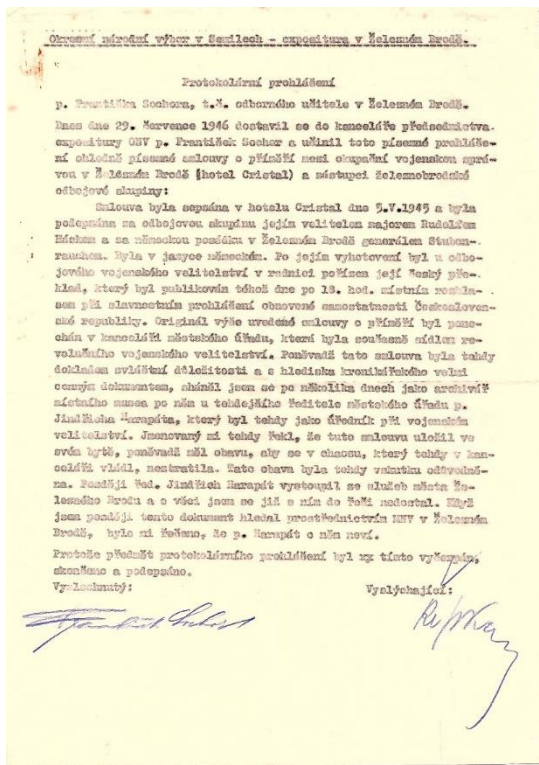 Okresní národní výbor v Semilech - expositura v Železném Brodě.
Protokolární prohlášení
p. Františka Sochora, t.č. odborného učitele v Železném Brodě.
Dnes dne 29. července 1946 dostavil se do kanceláře předsednictva
expositury ONV p. František Sochor a učinil toto písemné prohláše-
ní ohledně písemné smlouvy o příměří mezi okupační vojenskou sprá-
vou v Železném Brodě (hotel Cristal) a zástupci železnobrodské
odbojové skupiny:
Smlouva byla sepsána v hotelu Cristal dne 5.V.1945 a byla
podepsána za odbojovou skupinu jejím velitelem majorem Rudolfem
Háskem a za německou posádku v Železném Brodě generálem Stuben-
rauchem. Byla v jazyce německém. Po jejím vyhotovení byl u odbo-
jového vojenského velitelství v radnici pořízen její český pře-
klad, který byl publikován téhož dne po 18. hod. místním rozhla-
sem při slavnostním prohlášení obnovené samostatnosti Českosloven-
ské republiky. Originál výše uvedené smlouvy o příměří byl pone-
chán v kanceláři městského úřadu, která byla současně sídlem re-
volučního vojenského velitelství. Poněvadž tato smlouva byla tehdy
dokladem zvláštní důležitosti a s hlediska kronikářského velmi
cenným dokumentem, sháněl jsem se po několika dnech jako archivář
místního musea po něm u tehdejšího ředitele městského úřadu p.
Jindřicha Harapáta, který byl tehdy jako úředník při vojenském
velitelství. Jmenovaný mi tehdy řekl, že tuto smlouvu uložil ve
svém bytě, poněvadž měl obavu, aby se v chaosu, který tehdy v kan-
celáři vládl, neztratila. Tato obava byla tehdy vskutku odůvodně-
na. Později řed. Jindřich Harapát vystoupil ze služeb města Že-
lezného Brodu a o věci jsem se již s ním do řeči nedostal. Když
jsem později tento dokument hledal prostřednictvím MNV v Železném
Brodě, bylo mi řečeno, že p. Harapát o něm neví.
Protože předmět protokolárního prohlášení byl xx tímto vyčerpán,
skončeno a podepsáno.
Vyslechnutý: Vyslýchající: